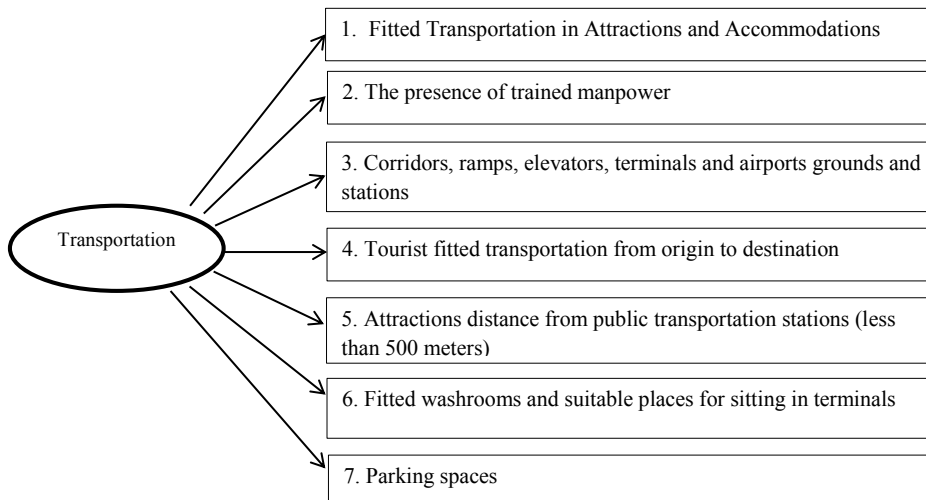 1. Fitted Transportation in Attractions and Accommodations
2. The presence of trained manpower
3. Corridors, ramps, elevators, terminals and airports grounds and
stations
Transportation
4. Tourist fitted transportation from origin to destination
5. Attractions distance from public transportation stations (less
than 500 meters)
6. Fitted washrooms and suitable places for sitting in terminals
7. Parking spaces